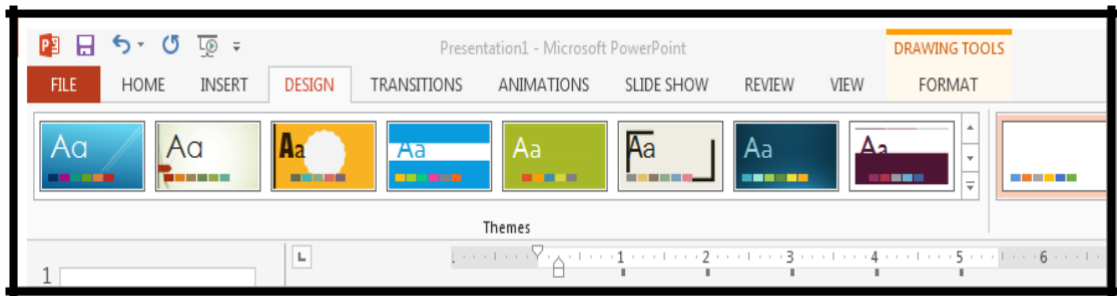 Presentation1 - Microsoft PowerPoint DRAWING TOOLS
FILE HOME INSERT DESIGN TRANSITIONS ANIMATIONS SLIDE SHOW REVIEW VIEW FORMAT
Aa Aa Aa Aa Aa Aa Aa Aa
Themes
L 1 2 3 4 5 6
1